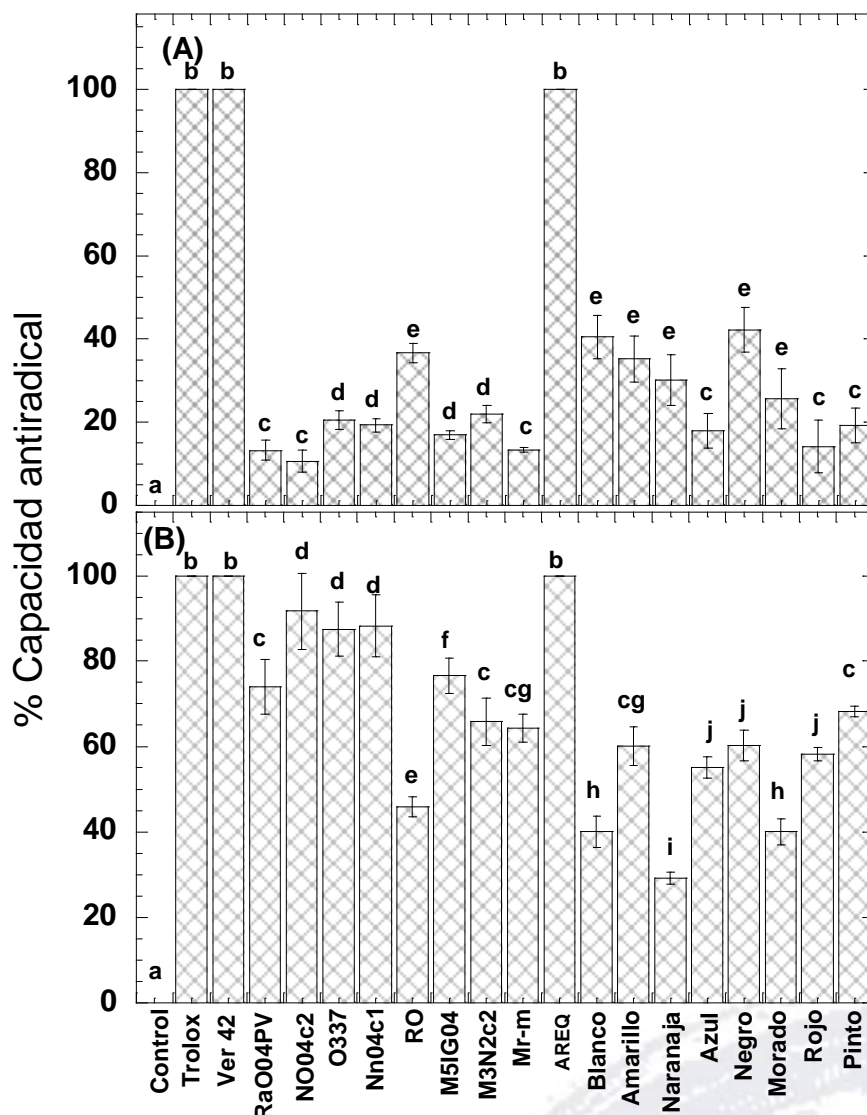 (A)
b b b
100
80
60
40
20
0
a c c d d e d d c e e e c e e c c
% Capacidad antiradical
(B)
b b b
100
80
60
40
20
0
a c d d d e f c cg h cg i j j h j c
Control
Trolox
Ver 42
RaO04PV
NO04c2
O337
Nn04c1
RO
M5IG04
M3N2c2
Mr-m
AREQ
Blanco
Amarillo
Naranaja
Azul
Negro
Morado
Rojo
Pinto